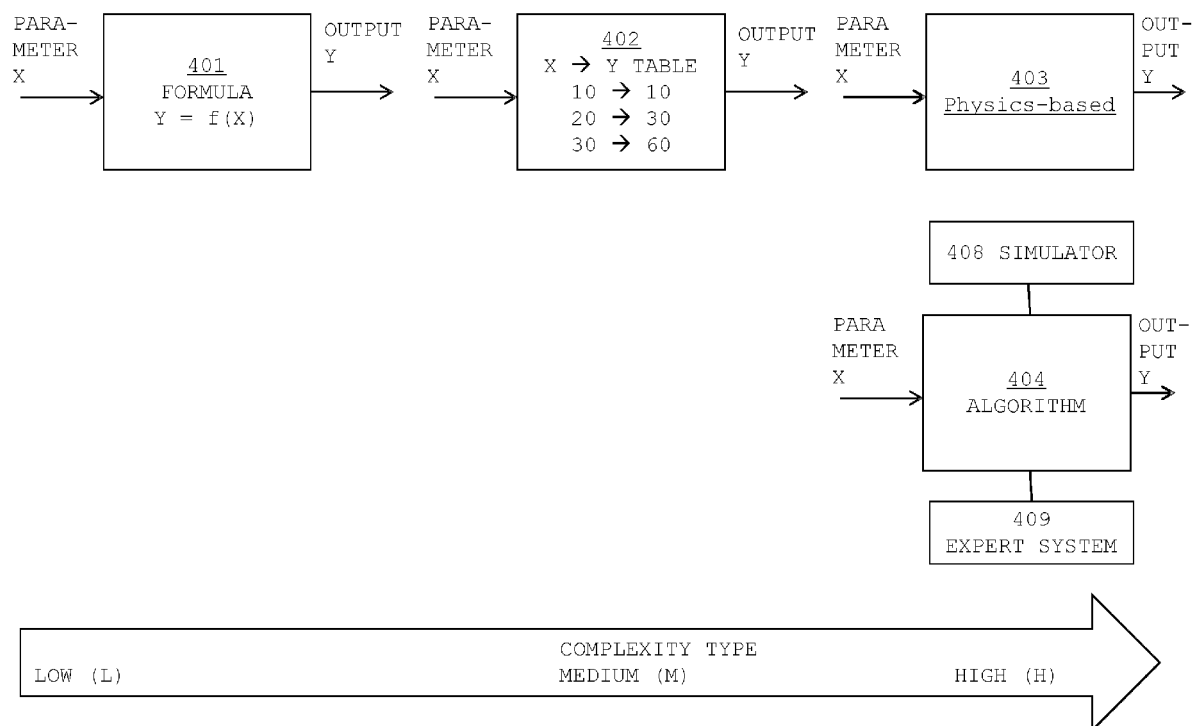 PARA-
METER
X
401
FORMULA
Y = f(X)
OUTPUT
Y
PARA-
METER
X
402
X → Y TABLE
10 → 10
20 → 30
30 → 60
OUTPUT
Y
PARA
METER
X
403
Physics-based
OUT-
PUT
Y
408 SIMULATOR
PARA
METER
X
404
ALGORITHM
OUT-
PUT
Y
409
EXPERT SYSTEM
COMPLEXITY TYPE
LOW (L) MEDIUM (M) HIGH (H)